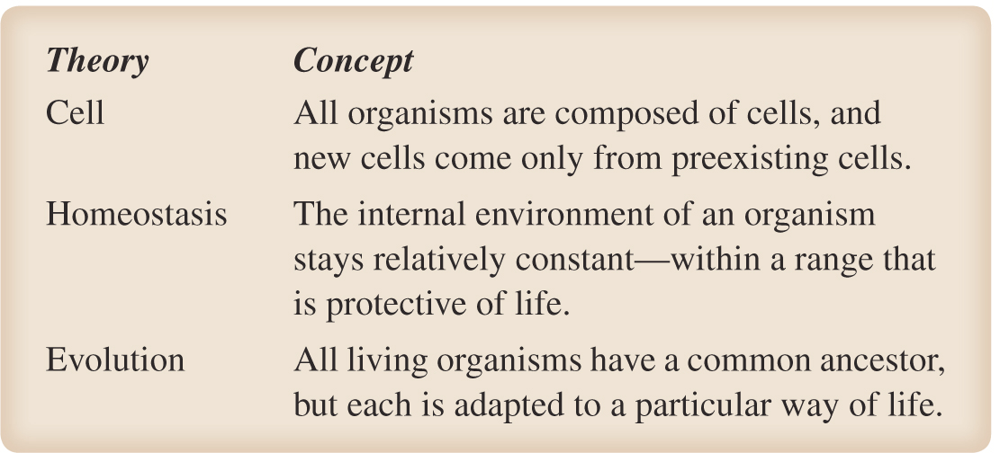 Theory Concept
Cell All organisms are composed of cells, and
new cells come only from preexisting cells.
Homeostasis The internal environment of an organism
stays relatively constant—within a range that
is protective of life.
Evolution All living organisms have a common ancestor,
but each is adapted to a particular way of life.